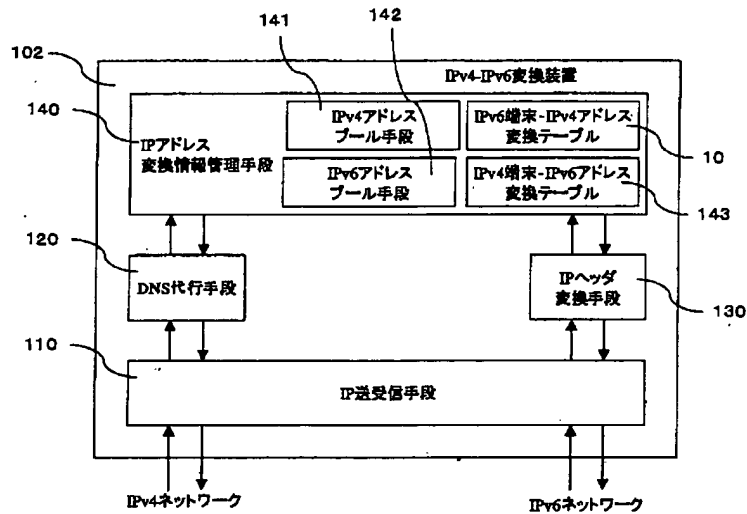 141
142
102
IPv4-IPv6変換装置
140
IPアドレス
変換情報管理手段
IPv4アドレス
プール手段
IPv6端末-IPv4アドレス
変換テーブル
10
IPv6アドレス
プール手段
IPv4端末-IPv6アドレス
変換テーブル
143
120
DNS代行手段
IPヘッダ
変換手段
130
110
IP送受信手段
IPv4ネットワーク
IPv6ネットワーク